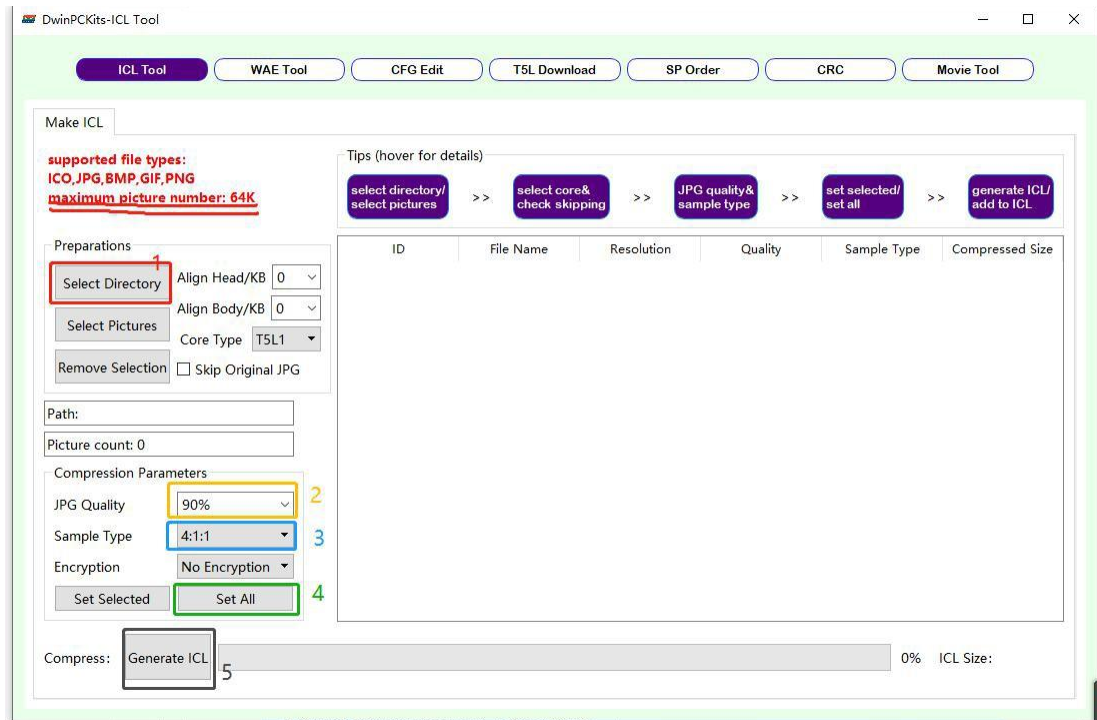 DwinPCKits-ICL Tool
ICL Tool
WAE Tool
CFG Edit
T5L Download
SP Order
CRC
Movie Tool
Make ICL
supported file types:
ICO,JPG,BMP,GIF,PNG
maximum picture number: 64K
Tips (hover for details)
select directory/
select pictures
>>
select core&
check skipping
>>
JPG quality&
sample type
>>
set selected/
set all
>>
generate ICL/
add to ICL
Preparations
1
Select Directory
Align Head/KB 0
Select Pictures
Align Body/KB 0
Core Type T5L1
Remove Selection
Skip Original JPG
ID File Name Resolution Quality Sample Type Compressed Size
Path:
Picture count: 0
Compression Parameters
JPG Quality 90% 2
Sample Type 4:1:1 3
Encryption No Encryption
Set Selected Set All 4
Compress: Generate ICL 5 0% ICL Size: